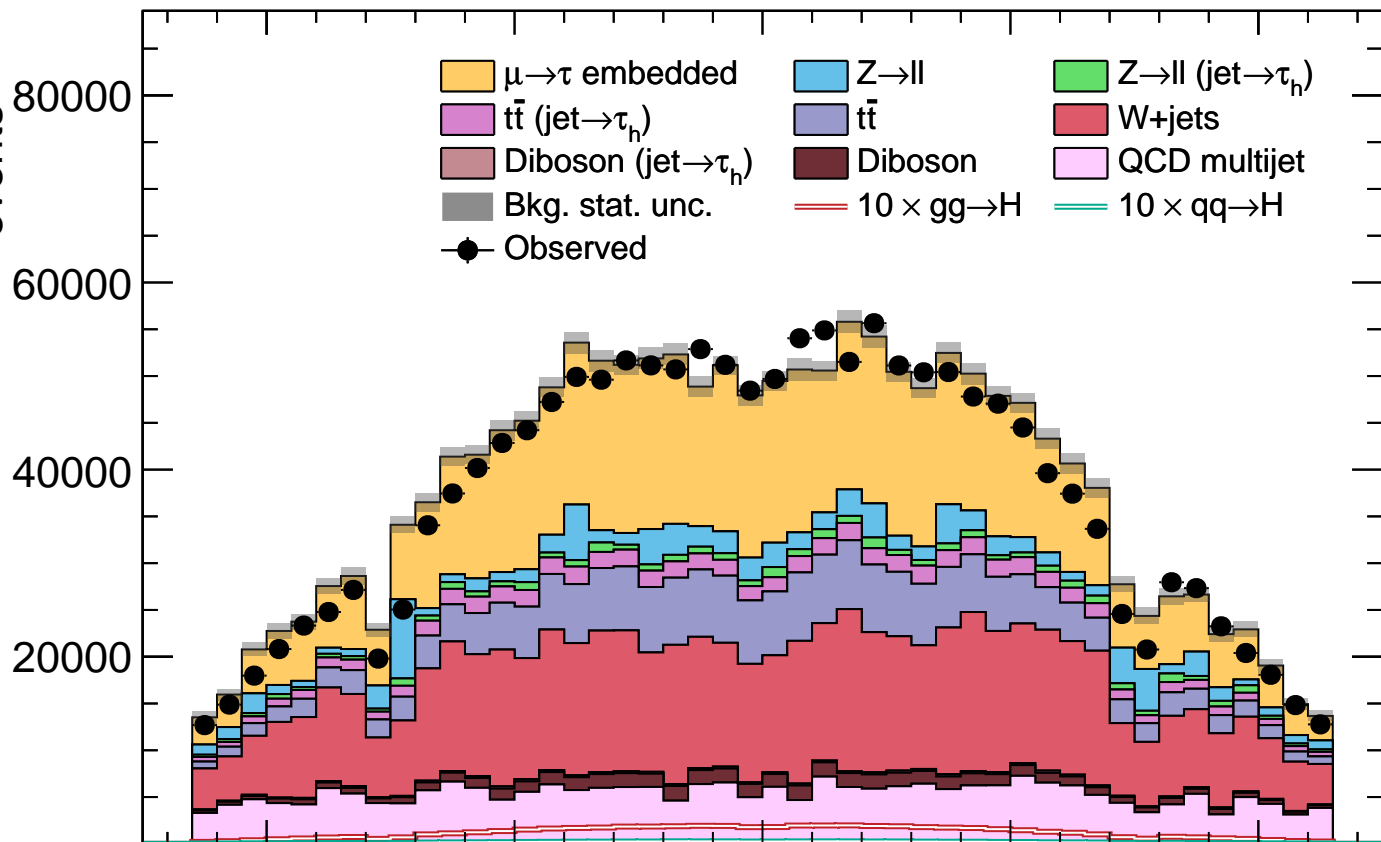 80000
60000
40000
20000
μ→τ embedded
Z→ll
Z→ll (jet→τh)
tt̄ (jet→τh)
tt̄
W+jets
Diboson (jet→τh)
Diboson
QCD multijet
Bkg. stat. unc.
10 × gg→H
10 × qq→H
Observed